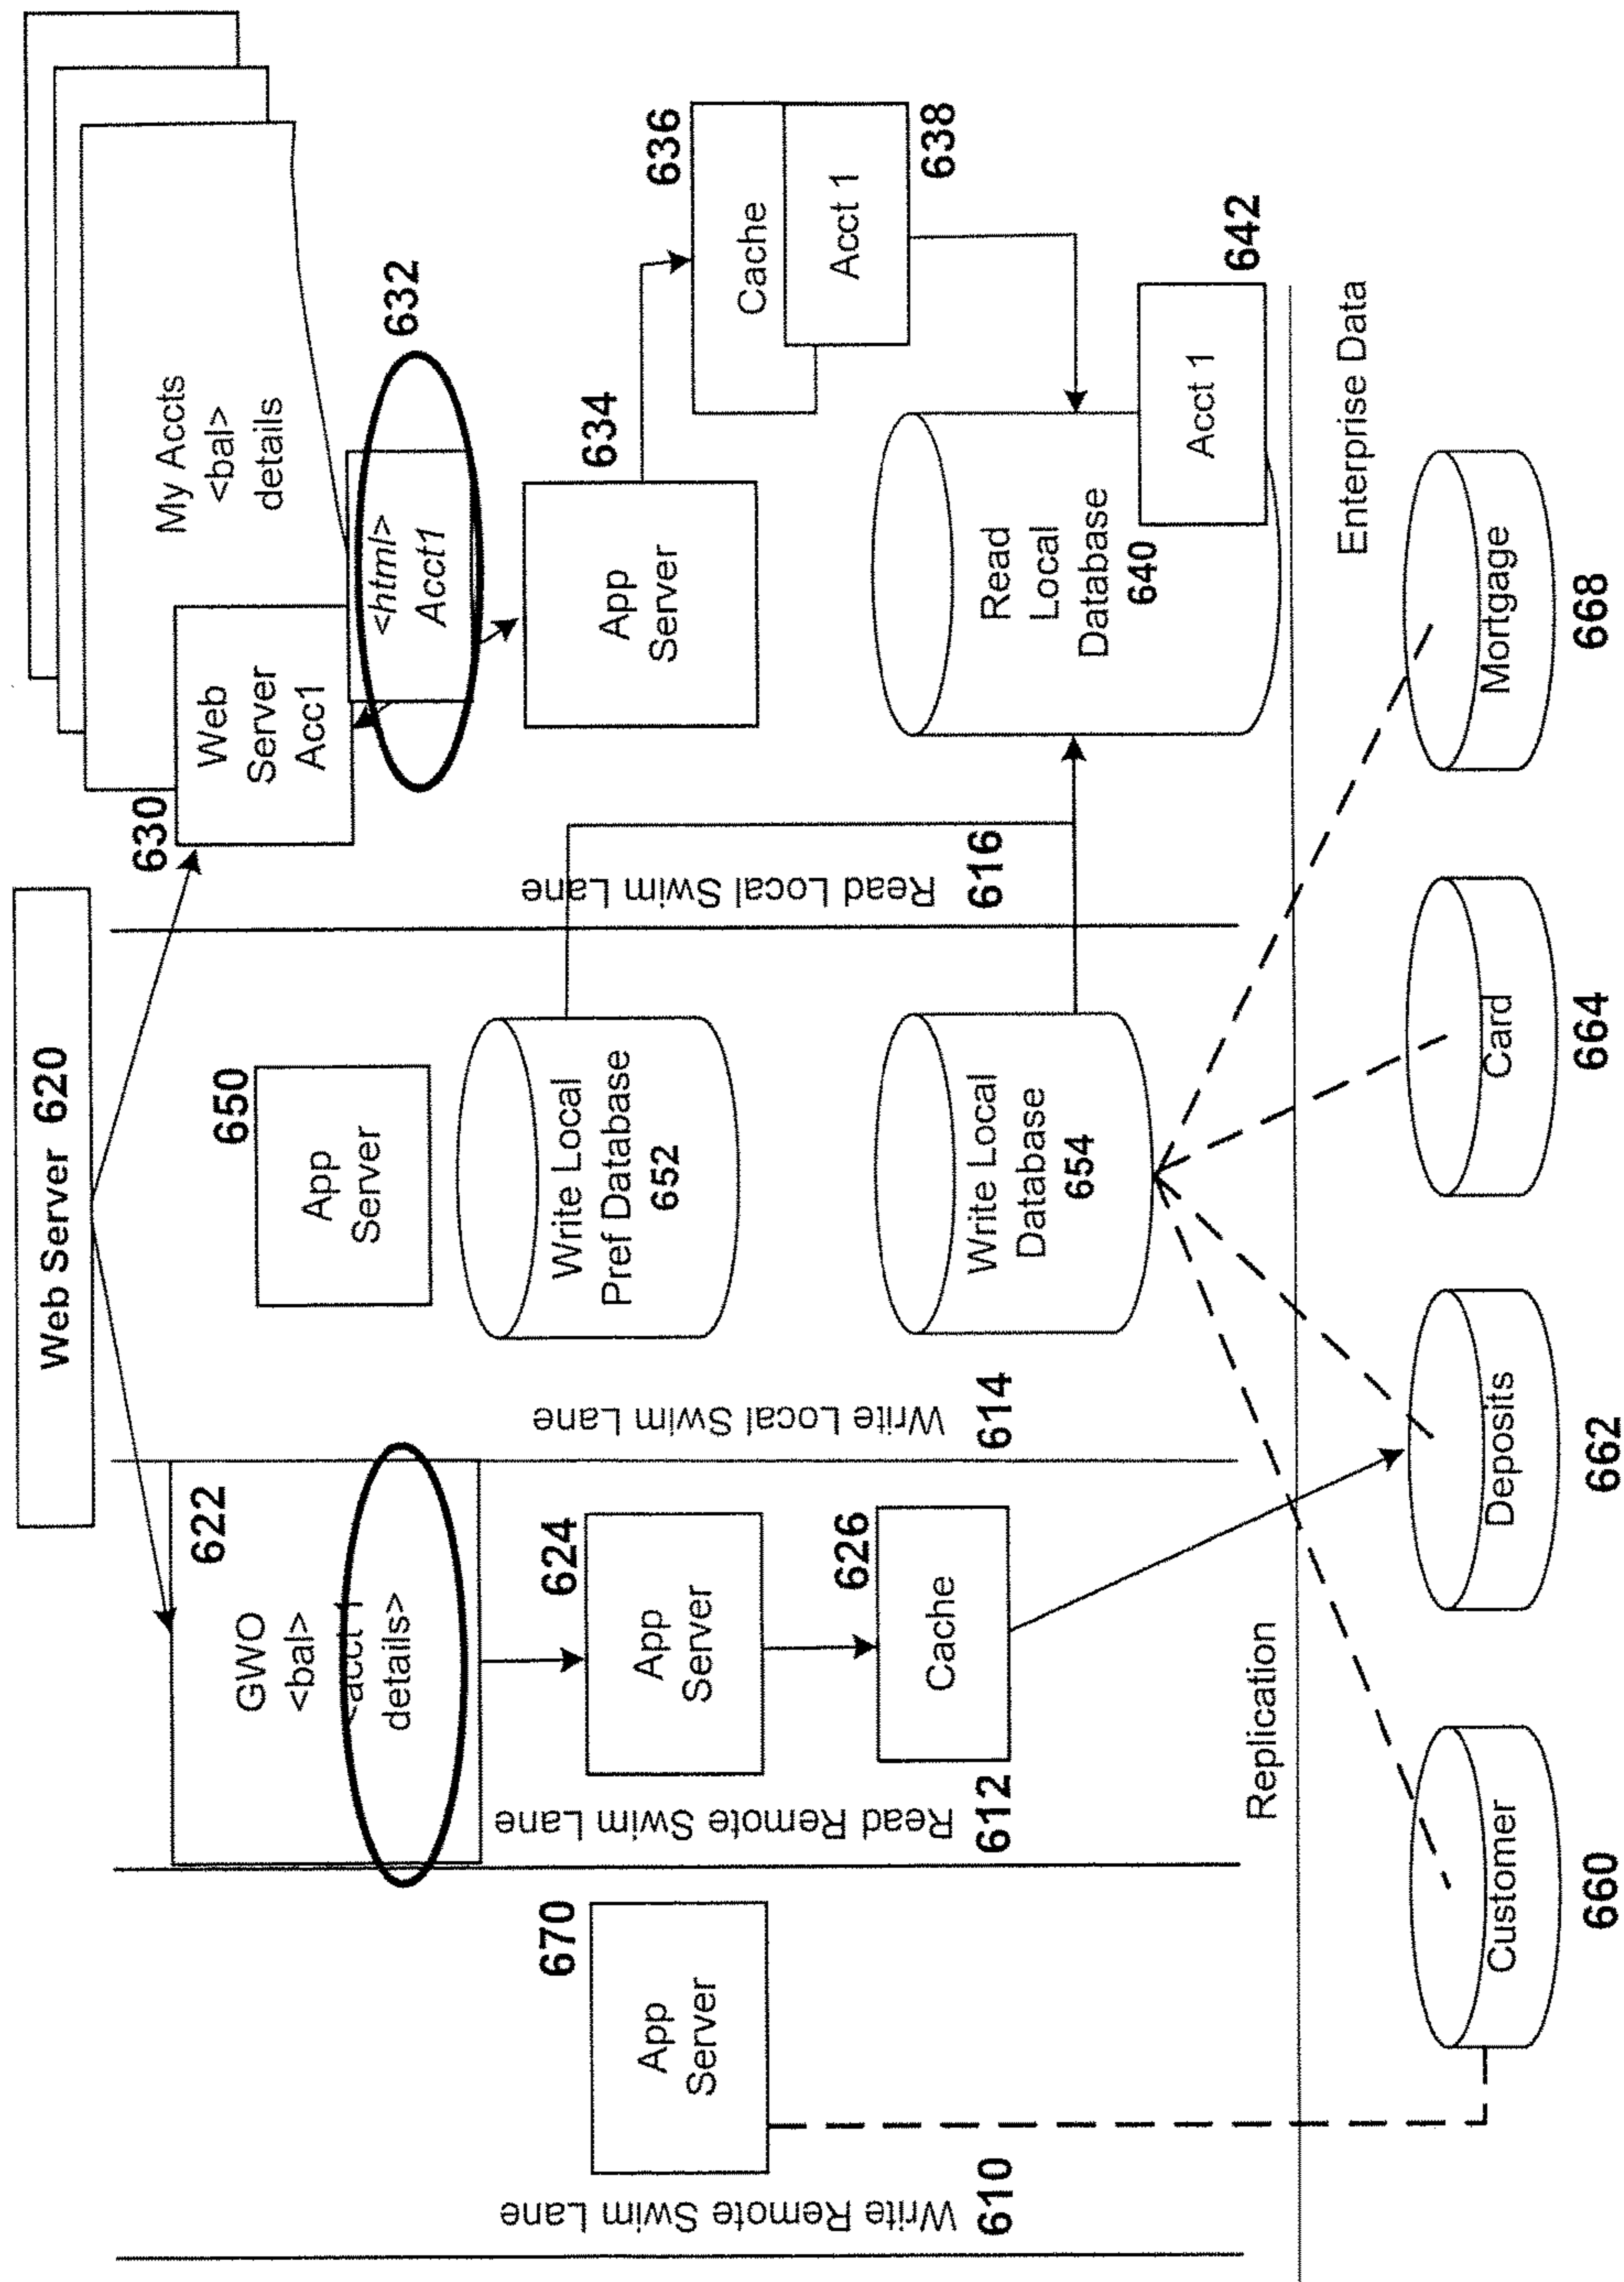 Web Server 620
My Accts
<bal>
details
630
Web
Server
Acc1
<html>
Acct1
632
App
Server
634
Cache
636
Acct 1
638
Read
Local
Database
640
Acct 1
642
Read Local Swim Lane
616
650
App
Server
Write Local
Pref Database
652
Write Local
Database
654
Write Local Swim Lane
614
622
GWO
<bal>
<acct 1
details>
624
App
Server
626
Cache
Read Remote Swim Lane
612
670
App
Server
Write Remote Swim Lane
610
Replication
Enterprise Data
Customer
660
Deposits
662
Card
664
Mortgage
668